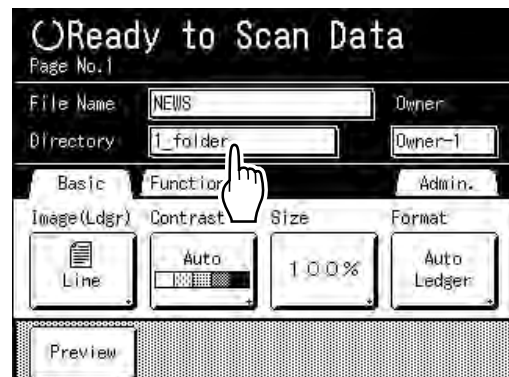 Ready to Scan Data
Page No.1
File Name NEWS Owner
Directory 1_folder Owner-1
Basic Function Admin.
Image(Ldgr) Contrast Size Format
Line Auto 100% Auto Ledger
Preview